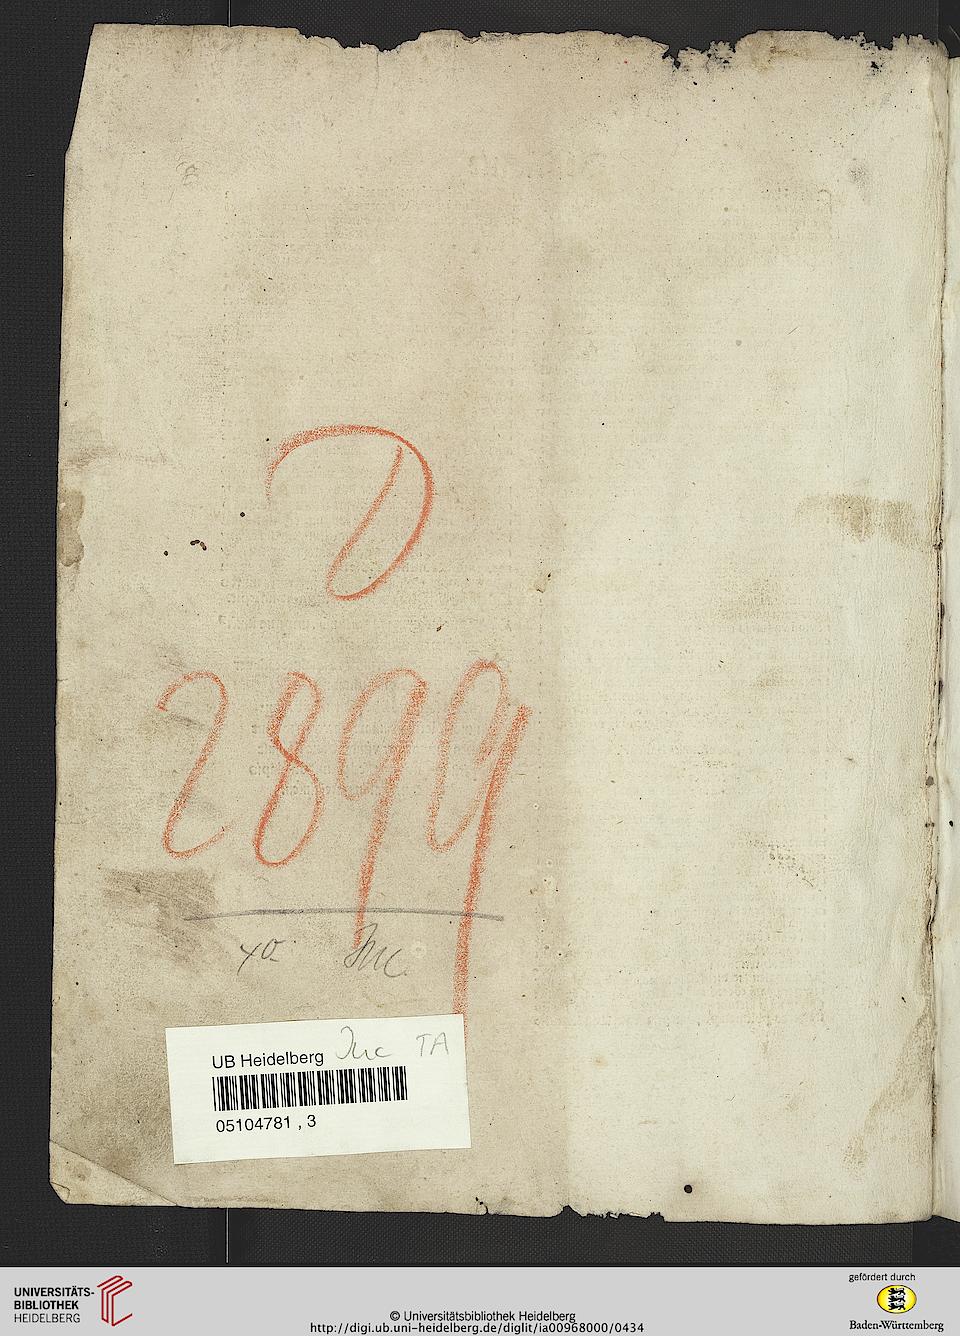 D
2899
40 Inc.
UB Heidelberg Inc TA
05104781 , 3
UNIVERSITÄTS-
BIBLIOTHEK
HEIDELBERG
© Universitätsbibliothek Heidelberg
http://digi.ub.uni-heidelberg.de/diglit/ia00968000/0434
gefördert durch
Baden-Württemberg